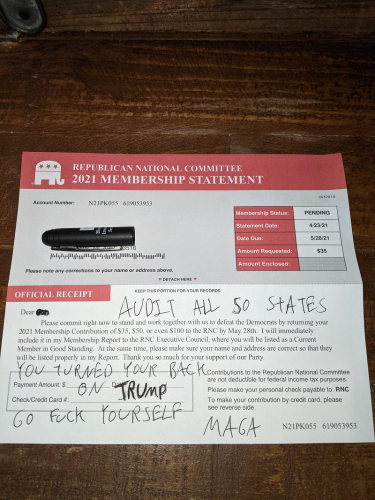 REPUBLICAN NATIONAL COMMITTEE
2021 MEMBERSHIP STATEMENT
Account Number: N21PK055 619053953
Membership Status: PENDING
Statement Date: 4/23/21
Date Due: 5/28/21
Amount Requested: $35
Amount Enclosed:
Please note any corrections to your name or address above.
▼ DETACH HERE ▼
OFFICIAL RECEIPT
KEEP THIS PORTION FOR YOUR RECORDS
AUDIT ALL 50 STATES
Dear
Please commit right now to stand and work together with us to defeat the Democrats by returning your
2021 Membership Contribution of $35, $50, or even $100 to the RNC by May 28th. I will immediately
include it in my Membership Report to the RNC Executive Council, where you will be listed as a Current
Member in Good Standing. At the same time, please make sure your name and address are correct so that they
will be listed properly in my Report. Thank you so much for your support of our Party.
YOU TURNED YOUR BACK
ON TRUMP
GO FUCK YOURSELF
MAGA
Payment Amount: $
Check/Credit Card #:
Contributions to the Republican National Committee
are not deductible for federal income tax purposes.
Please make your personal check payable to: RNC
To make your contribution by credit card, please
see reverse side.
N21PK055 619053953